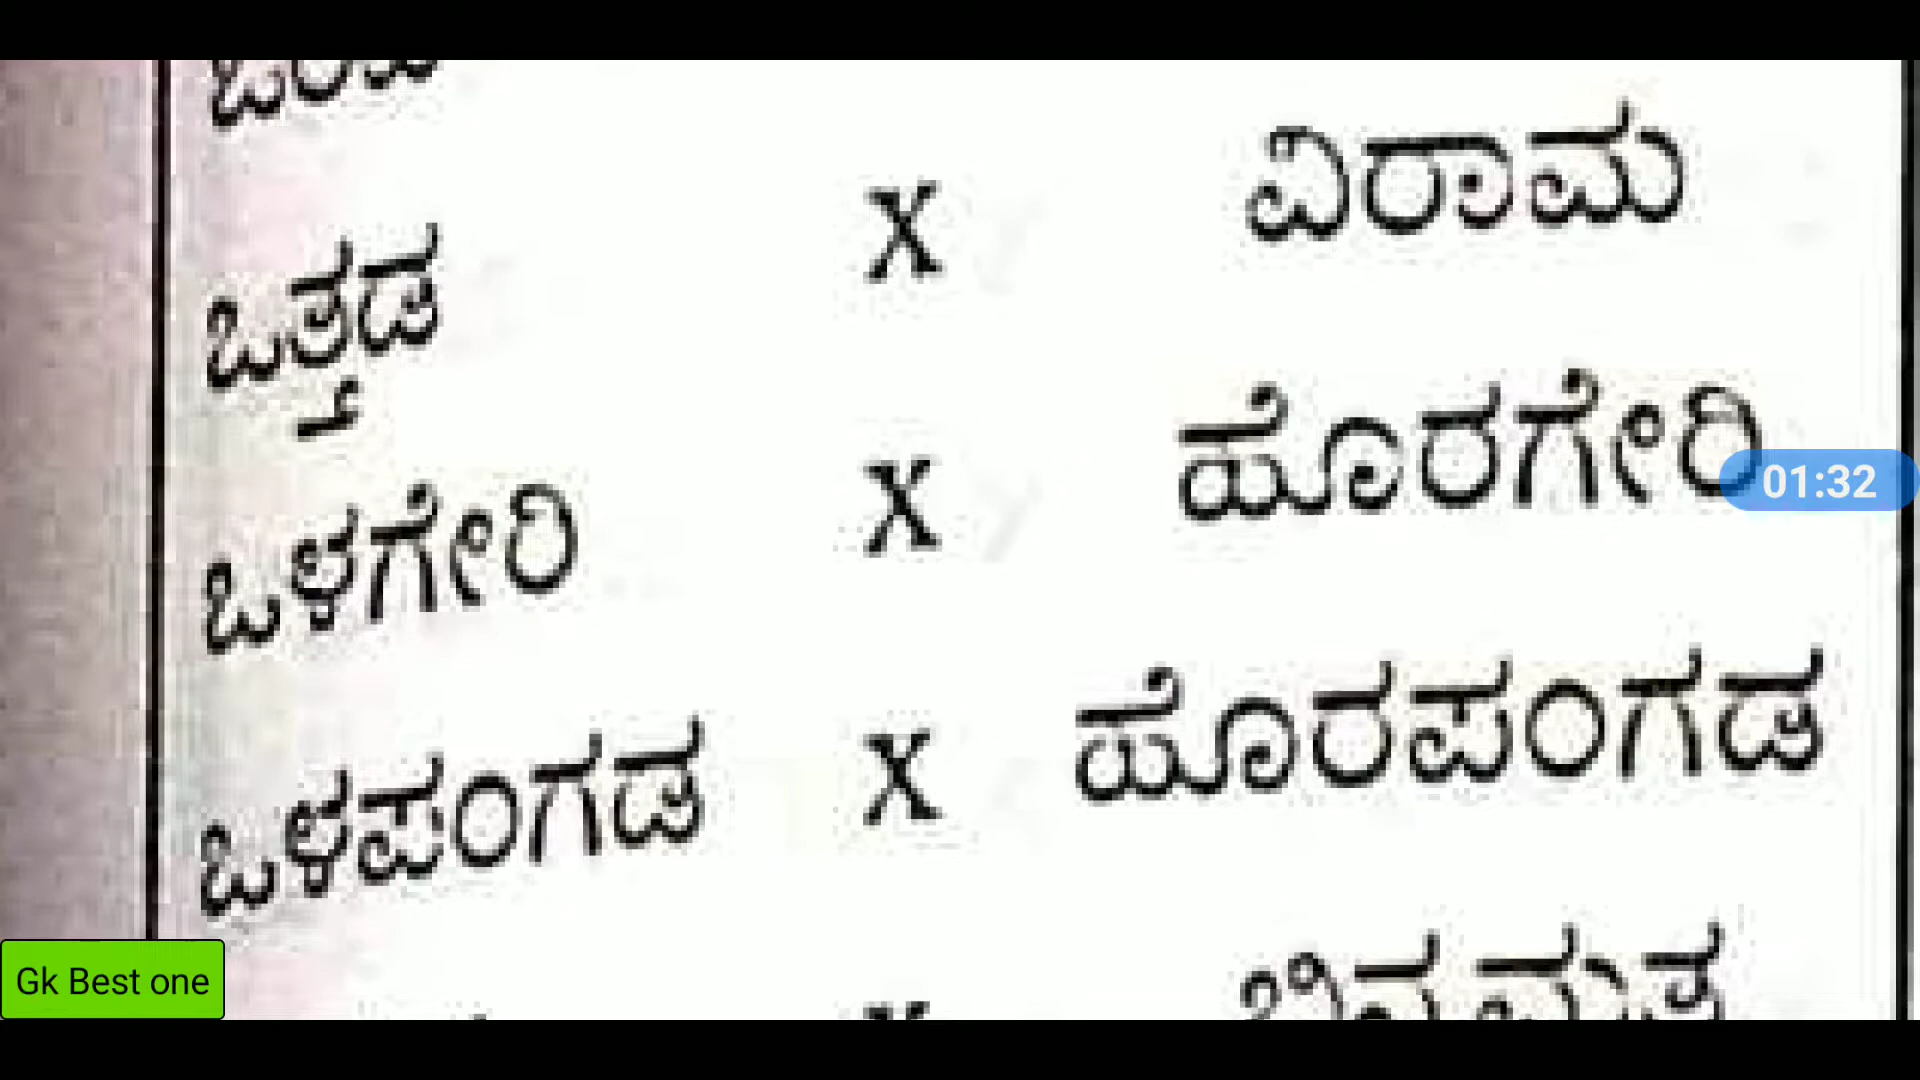 ವಿರಾಮ
ಒತ್ತಡ X
ಹೊರಗೇರಿ
ಒಳಗೇರಿ X
01:32
ಒಳಪಂಗಡ X ಹೊರಪಂಗಡ
Gk Best one